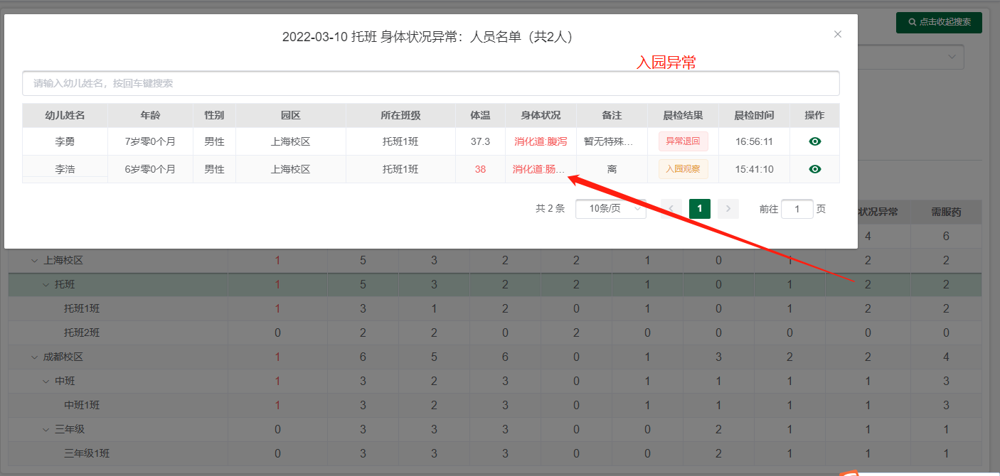 点击收起搜索
2022-03-10 托班 身体状况异常：人员名单（共2人）
入园异常
请输入幼儿姓名，按回车键搜索
幼儿姓名 年龄 性别 园区 所在班级 体温 身体状况 备注 晨检结果 晨检时间 操作
李勇 7岁零0个月 男性 上海校区 托班1班 37.3 消化道:腹泻 暂无特殊... 异常退回 16:56:11
李浩 6岁零0个月 男性 上海校区 托班1班 38 消化道:肠... 离 入园观察 15:41:10
共 2 条 10条/页 1 前往 1 页
状况异常 需服药
4 6
上海校区 1 5 3 2 2 1 0 1 2 2
托班 1 5 3 2 2 1 0 1 2 2
托班1班 1 3 1 2 0 1 0 1 2 2
托班2班 0 2 2 0 2 0 0 0 0 0
成都校区 1 6 5 6 0 1 3 2 2 4
中班 1 3 2 3 0 1 1 1 1 3
中班1班 1 3 2 3 0 1 1 1 1 3
三年级 0 3 3 3 0 0 2 1 1 1
三年级1班 0 3 3 3 0 0 2 1 1 1